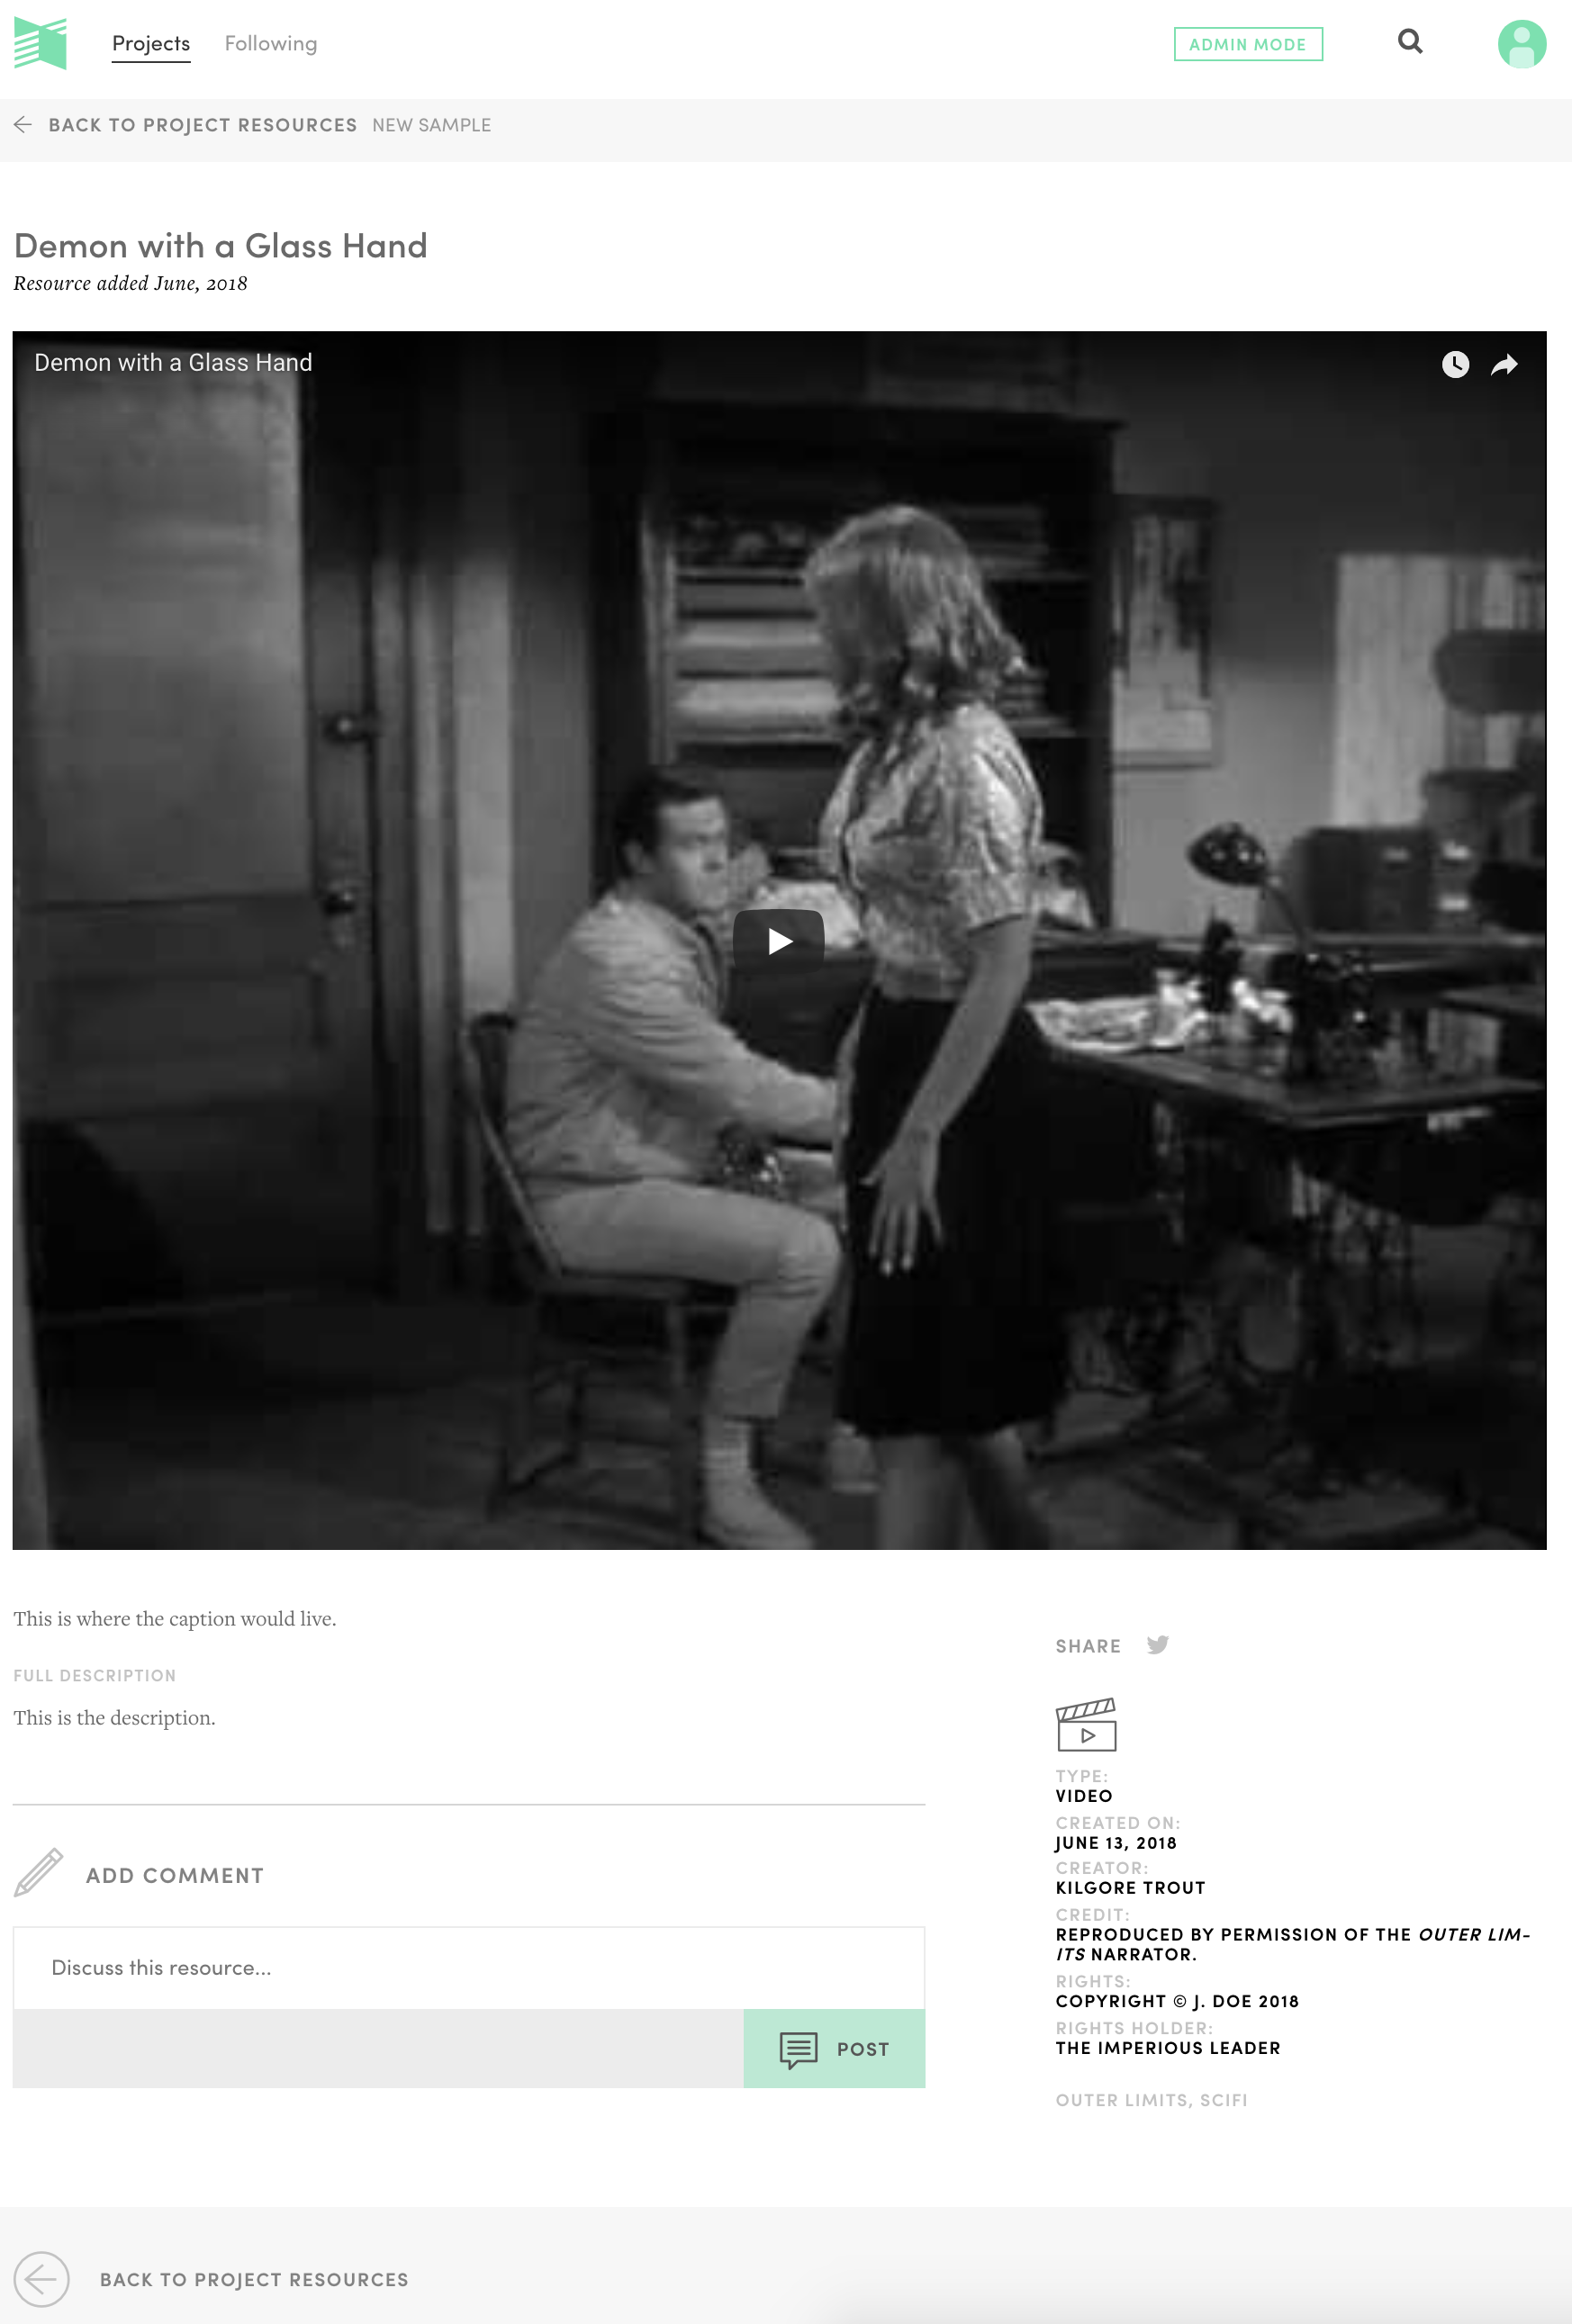 Projects Following ADMIN MODE
BACK TO PROJECT RESOURCES NEW SAMPLE
Demon with a Glass Hand
Resource added June, 2018
Demon with a Glass Hand
This is where the caption would live.
FULL DESCRIPTION
This is the description.
ADD COMMENT
Discuss this resource...
POST
SHARE
TYPE:
VIDEO
CREATED ON:
JUNE 13, 2018
CREATOR:
KILGORE TROUT
CREDIT:
REPRODUCED BY PERMISSION OF THE OUTER LIM-
ITS NARRATOR.
RIGHTS:
COPYRIGHT © J. DOE 2018
RIGHTS HOLDER:
THE IMPERIOUS LEADER
OUTER LIMITS, SCIFI
BACK TO PROJECT RESOURCES